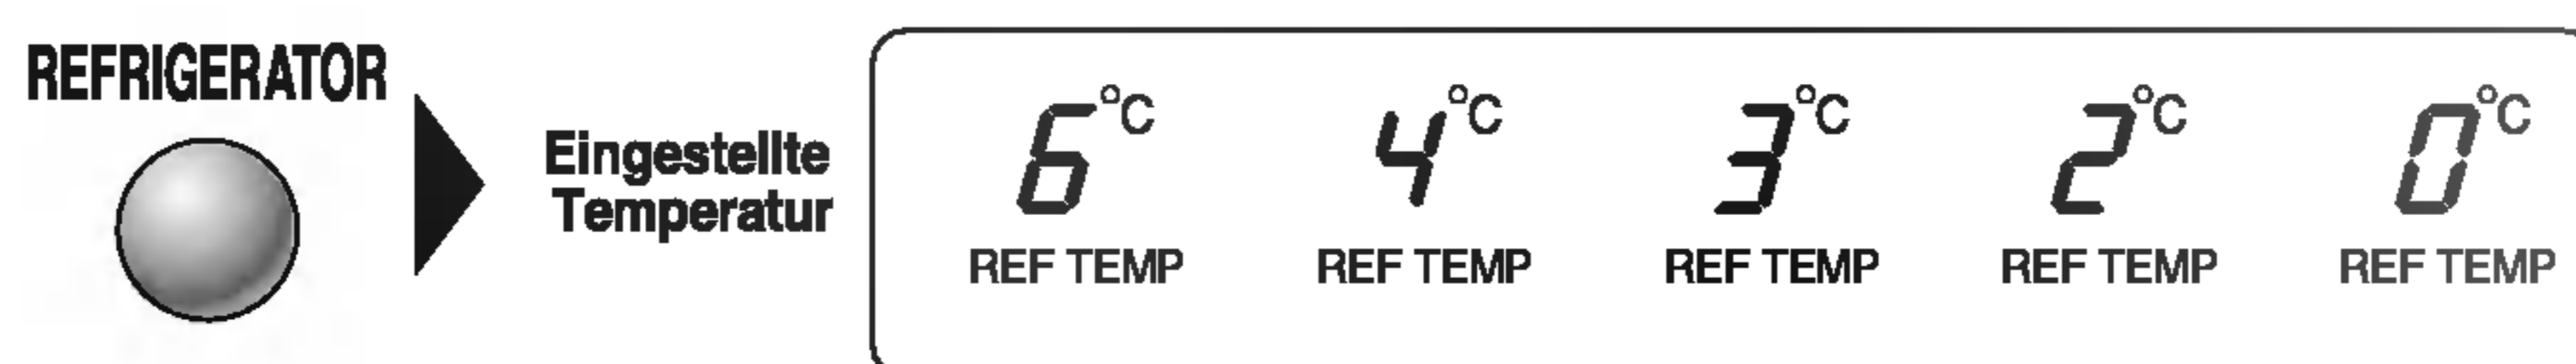 REFRIGERATOR
Eingestellte
Temperatur
6°C 4°C 3°C 2°C 0°C
REF TEMP REF TEMP REF TEMP REF TEMP REF TEMP